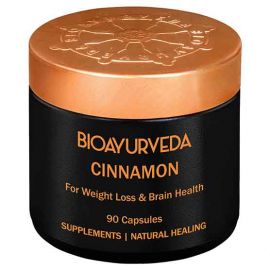 BIOAYURVEDA
CINNAMON
For Weight Loss & Brain Health
90 Capsules
SUPPLEMENTS | NATURAL HEALING